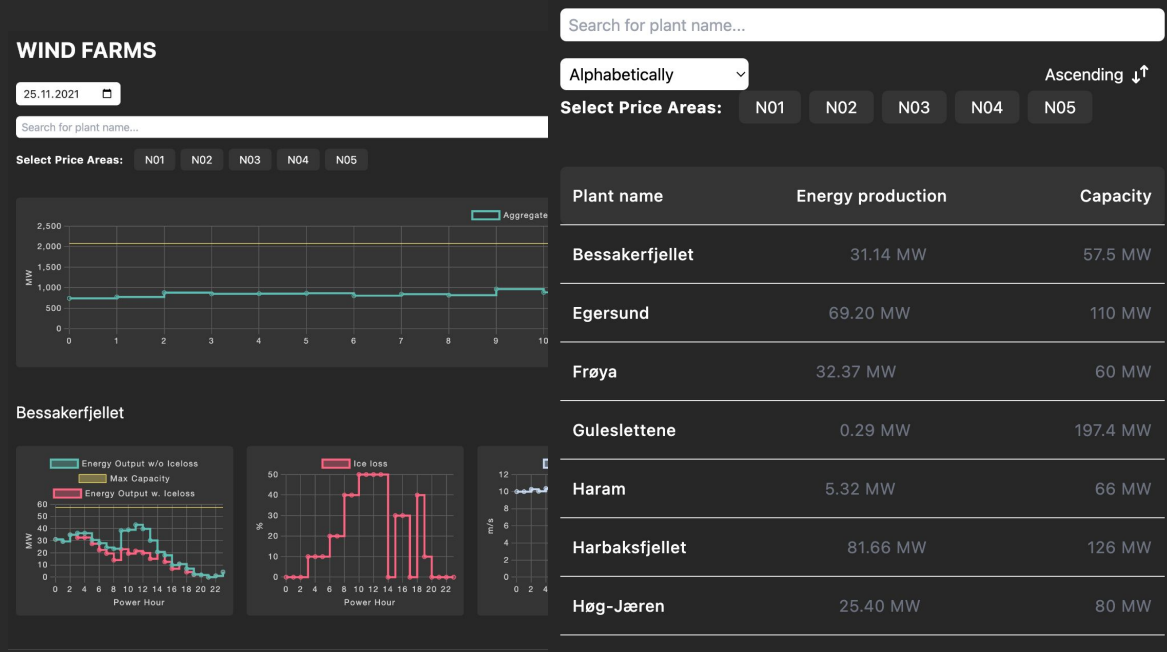 WIND FARMS
25.11.2021
Search for plant name...
Select Price Areas: N01 N02 N03 N04 N05
Aggregate
2,500
2,000
1,500
1,000
500
0
MW
0 1 2 3 4 5 6 7 8 9 10
Bessakerfjellet
Energy Output w/o Iceloss
Max Capacity
Energy Output w. Iceloss
60
50
40
30
20
10
0
MW
0 2 4 6 8 10 12 14 16 18 20 22
Power Hour
Ice loss
50
40
30
20
10
0
%
0 2 4 6 8 10 12 14 16 18 20 22
Power Hour
12
10
8
6
4
2
0
m/s
0 2 4
Search for plant name...
Alphabetically
Ascending
Select Price Areas: N01 N02 N03 N04 N05
Plant name Energy production Capacity
Bessakerfjellet 31.14 MW 57.5 MW
Egersund 69.20 MW 110 MW
Frøya 32.37 MW 60 MW
Guleslettene 0.29 MW 197.4 MW
Haram 5.32 MW 66 MW
Harbaksfjellet 81.66 MW 126 MW
Høg-Jæren 25.40 MW 80 MW